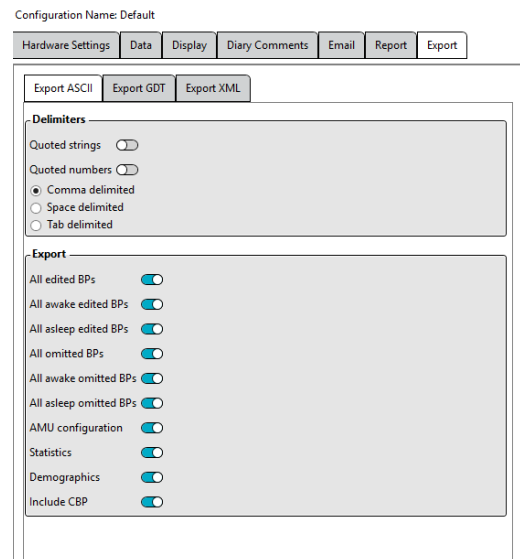 Configuration Name: Default
Hardware Settings Data Display Diary Comments Email Report Export
Export ASCII Export GDT Export XML
Delimiters
Quoted strings
Quoted numbers
Comma delimited
Space delimited
Tab delimited
Export
All edited BPs
All awake edited BPs
All asleep edited BPs
All omitted BPs
All awake omitted BPs
All asleep omitted BPs
AMU configuration
Statistics
Demographics
Include CBP